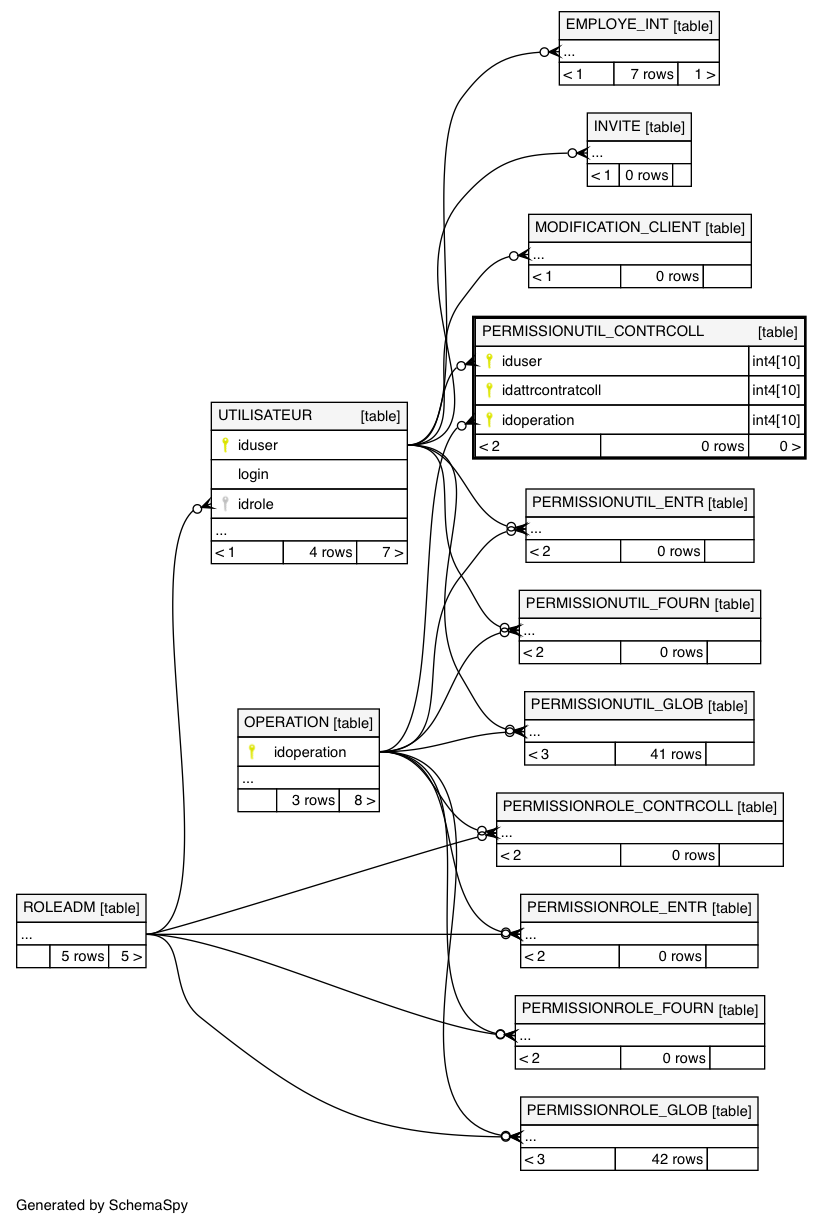 EMPLOYE_INT [table]
...
< 1 7 rows 1 >
INVITE [table]
...
< 1 0 rows
MODIFICATION_CLIENT [table]
...
< 1 0 rows
PERMISSIONUTIL_CONTRCOLL [table]
iduser int4[10]
idattrcontratcoll int4[10]
idoperation int4[10]
< 2 0 rows 0 >
UTILISATEUR [table]
iduser
login
idrole
...
< 1 4 rows 7 >
PERMISSIONUTIL_ENTR [table]
...
< 2 0 rows
PERMISSIONUTIL_FOURN [table]
...
< 2 0 rows
PERMISSIONUTIL_GLOB [table]
...
< 3 41 rows
OPERATION [table]
idoperation
...
3 rows 8 >
PERMISSIONROLE_CONTRCOLL [table]
...
< 2 0 rows
ROLEADM [table]
...
5 rows 5 >
PERMISSIONROLE_ENTR [table]
...
< 2 0 rows
PERMISSIONROLE_FOURN [table]
...
< 2 0 rows
PERMISSIONROLE_GLOB [table]
...
< 3 42 rows
Generated by SchemaSpy